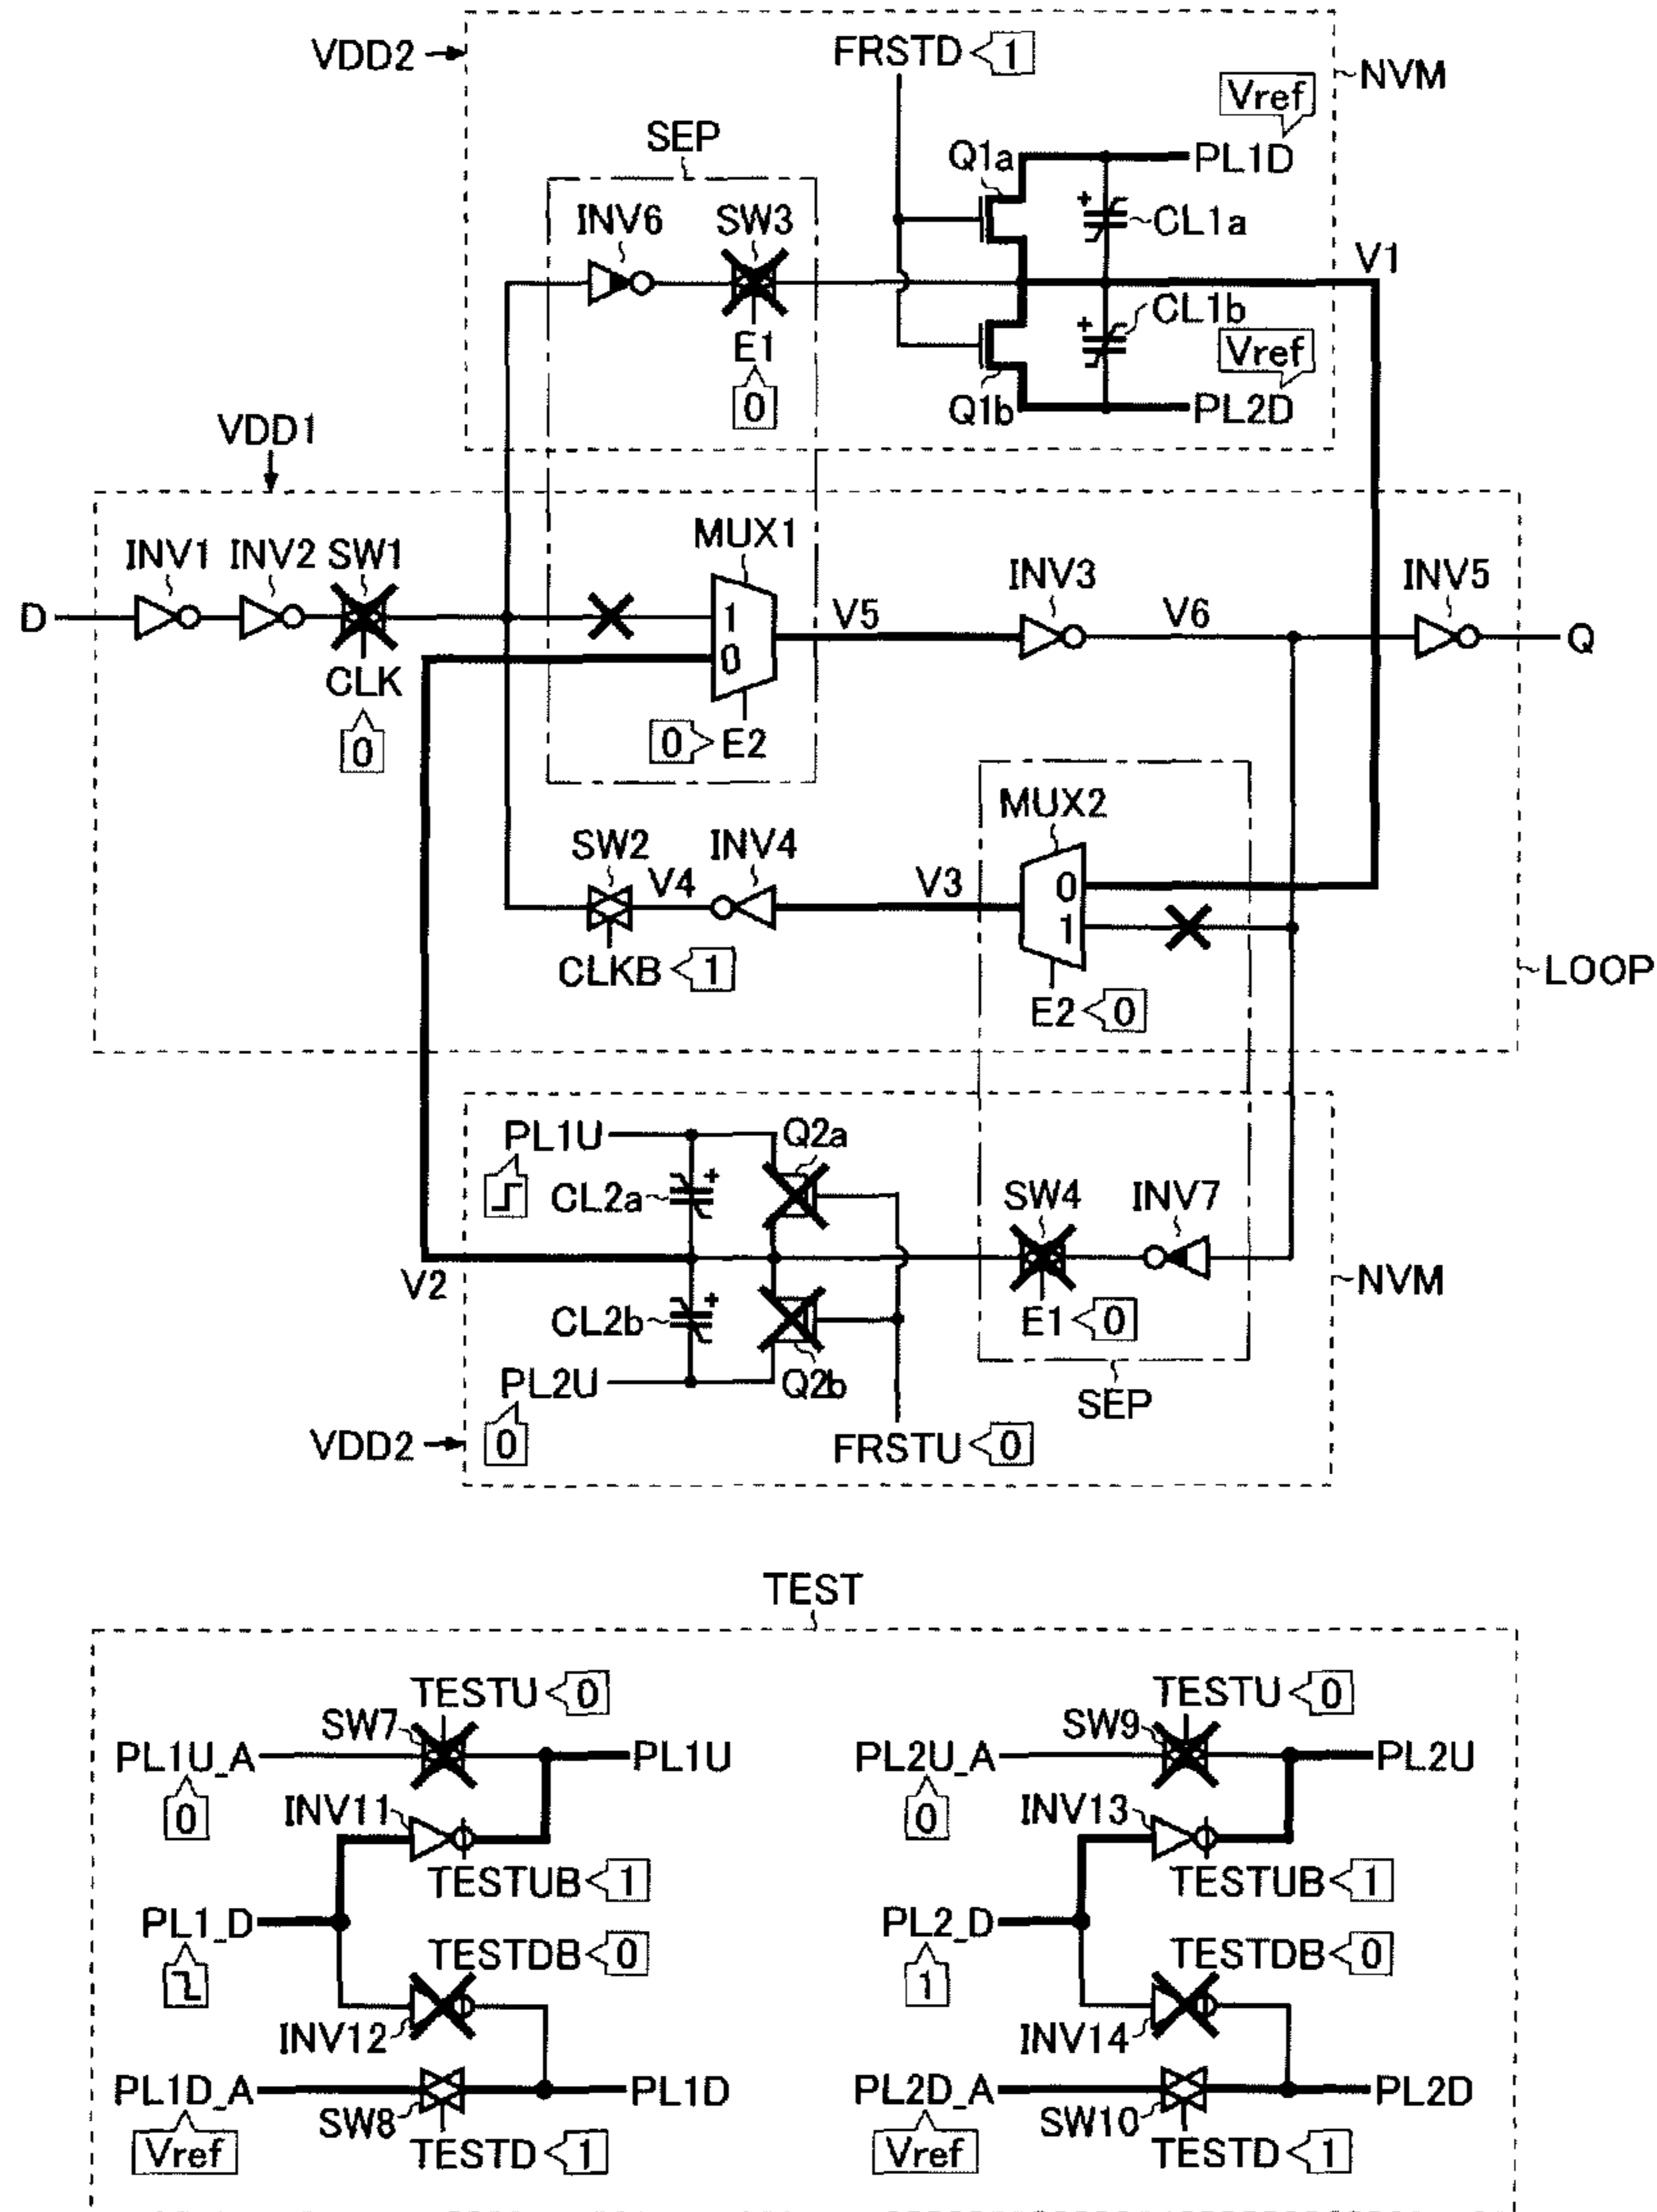 VDD2
FRSTD 1
NVM
Vref
SEP
Q1a
PL1D
INV6
SW3
CL1a
V1
E1
0
CL1b
Vref
Q1b
PL2D
VDD1
MUX1
INV1
INV2
SW1
INV3
INV5
D
1
V5
V6
Q
0
CLK
0
0 E2
MUX2
SW2
INV4
V4
V3
0
1
CLKB 1
LOOP
E2 0
PL1U
Q2a
CL2a
SW4
INV7
V2
NVM
CL2b
E1 0
PL2U
Q2b
SEP
0
VDD2
FRSTU 0
TEST
TESTU 0
TESTU 0
SW7
SW9
PL1U_A
PL1U
PL2U_A
PL2U
0
INV11
0
INV13
TESTUB 1
TESTUB 1
PL1_D
PL2_D
TESTDB 0
TESTDB 0
1
INV12
INV14
PL1D_A
PL1D
PL2D_A
PL2D
SW8
SW10
Vref
TESTD 1
Vref
TESTD 1